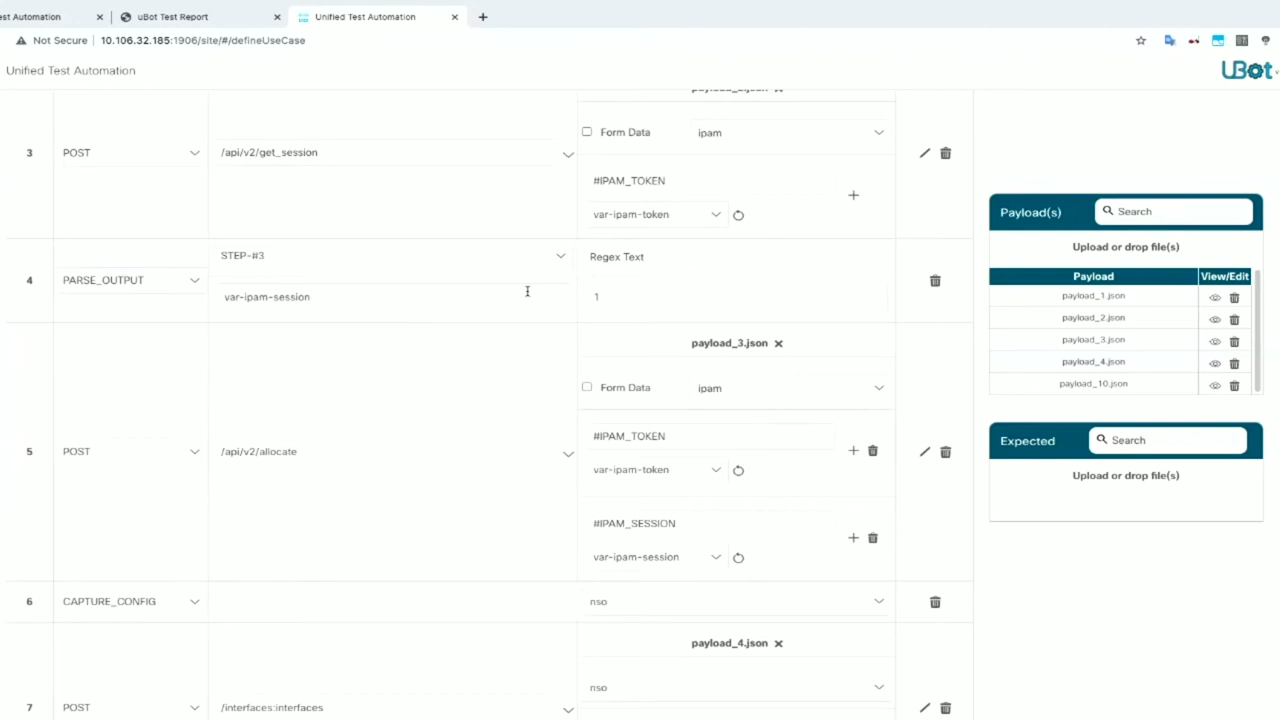 est Automation
uBot Test Report
Unified Test Automation
Not Secure
10.106.32.185:1906/site/#/defineUseCase
Unified Test Automation
UBot
payload_2.json
3
POST
/api/v2/get_session
Form Data
ipam
#IPAM_TOKEN
var-ipam-token
4
PARSE_OUTPUT
STEP-#3
Regex Text
var-ipam-session
1
payload_3.json
Form Data
ipam
5
POST
/api/v2/allocate
#IPAM_TOKEN
var-ipam-token
#IPAM_SESSION
var-ipam-session
6
CAPTURE_CONFIG
nso
payload_4.json
nso
7
POST
/interfaces:interfaces
Payload(s)
Search
Upload or drop file(s)
Payload
View/Edit
payload_1.json
payload_2.json
payload_3.json
payload_4.json
payload_10.json
Expected
Search
Upload or drop file(s)